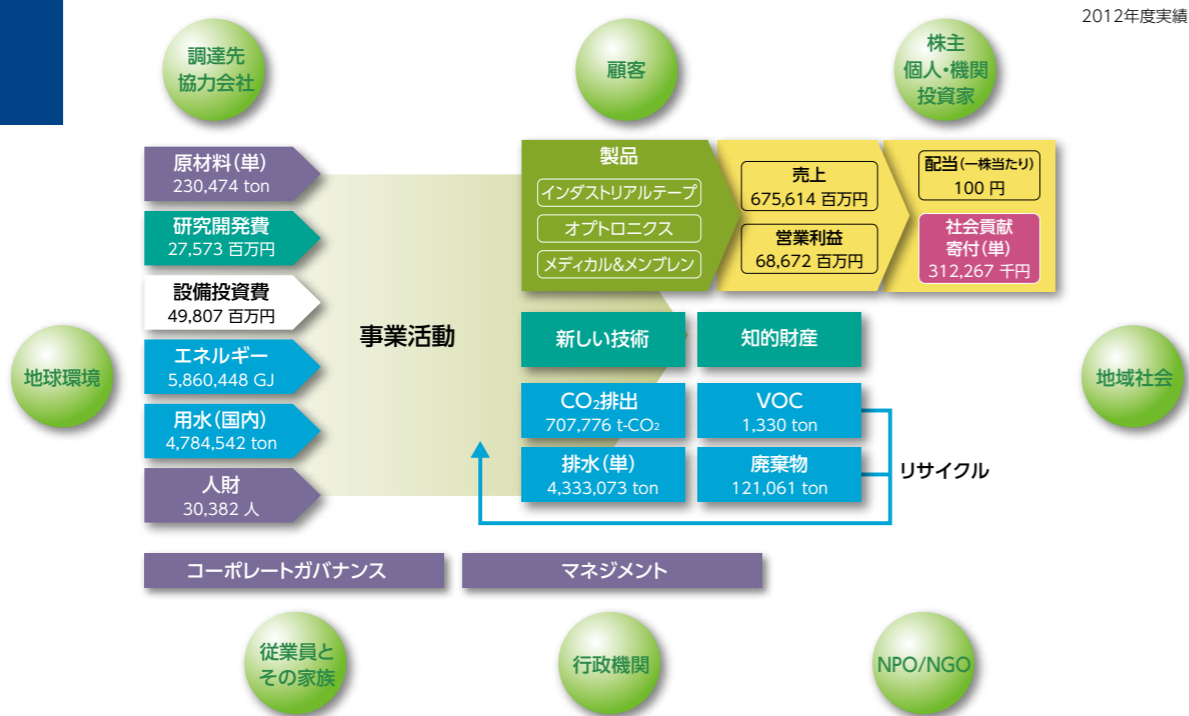 2012年度実績
調達先
協力会社
顧客
株主
個人・機関
投資家
原材料(単)
230,474 ton
研究開発費
27,573 百万円
設備投資費
49,807 百万円
エネルギー
5,860,448 GJ
用水(国内)
4,784,542 ton
人財
30,382 人
事業活動
製品
インダストリアルテープ
オプトロニクス
メディカル&メンブレン
売上
675,614 百万円
営業利益
68,672 百万円
配当(一株当たり)
100 円
社会貢献
寄付(単)
312,267 千円
新しい技術
知的財産
CO₂排出
707,776 t-CO₂
VOC
1,330 ton
排水(単)
4,333,073 ton
廃棄物
121,061 ton
リサイクル
地球環境
地域社会
コーポレートガバナンス
マネジメント
従業員と
その家族
行政機関
NPO/NGO